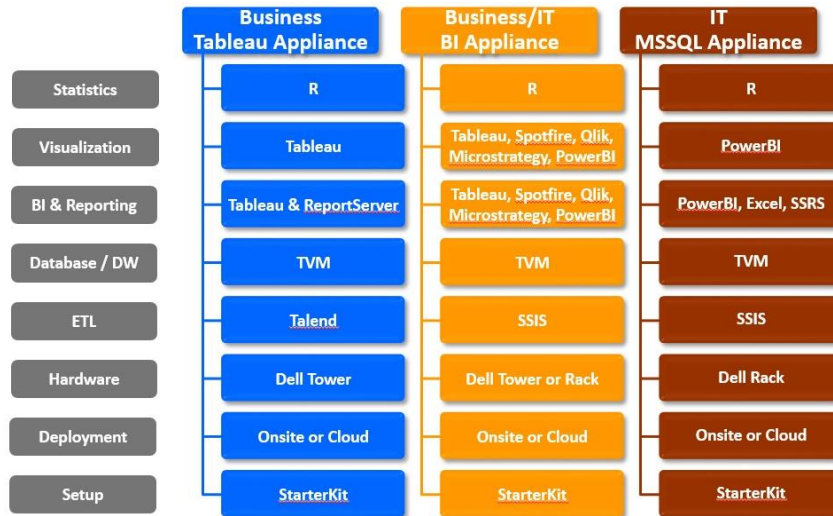 Business
Tableau Appliance
Business/IT
BI Appliance
IT
MSSQL Appliance
Statistics
R
R
R
Visualization
Tableau
Tableau, Spotfire, Qlik,
Microstrategy, PowerBI
PowerBI
BI & Reporting
Tableau & ReportServer
Tableau, Spotfire, Qlik,
Microstrategy, PowerBI
PowerBI, Excel, SSRS
Database / DW
TVM
TVM
TVM
ETL
Talend
SSIS
SSIS
Hardware
Dell Tower
Dell Tower or Rack
Dell Rack
Deployment
Onsite or Cloud
Onsite or Cloud
Onsite or Cloud
Setup
StarterKit
StarterKit
StarterKit